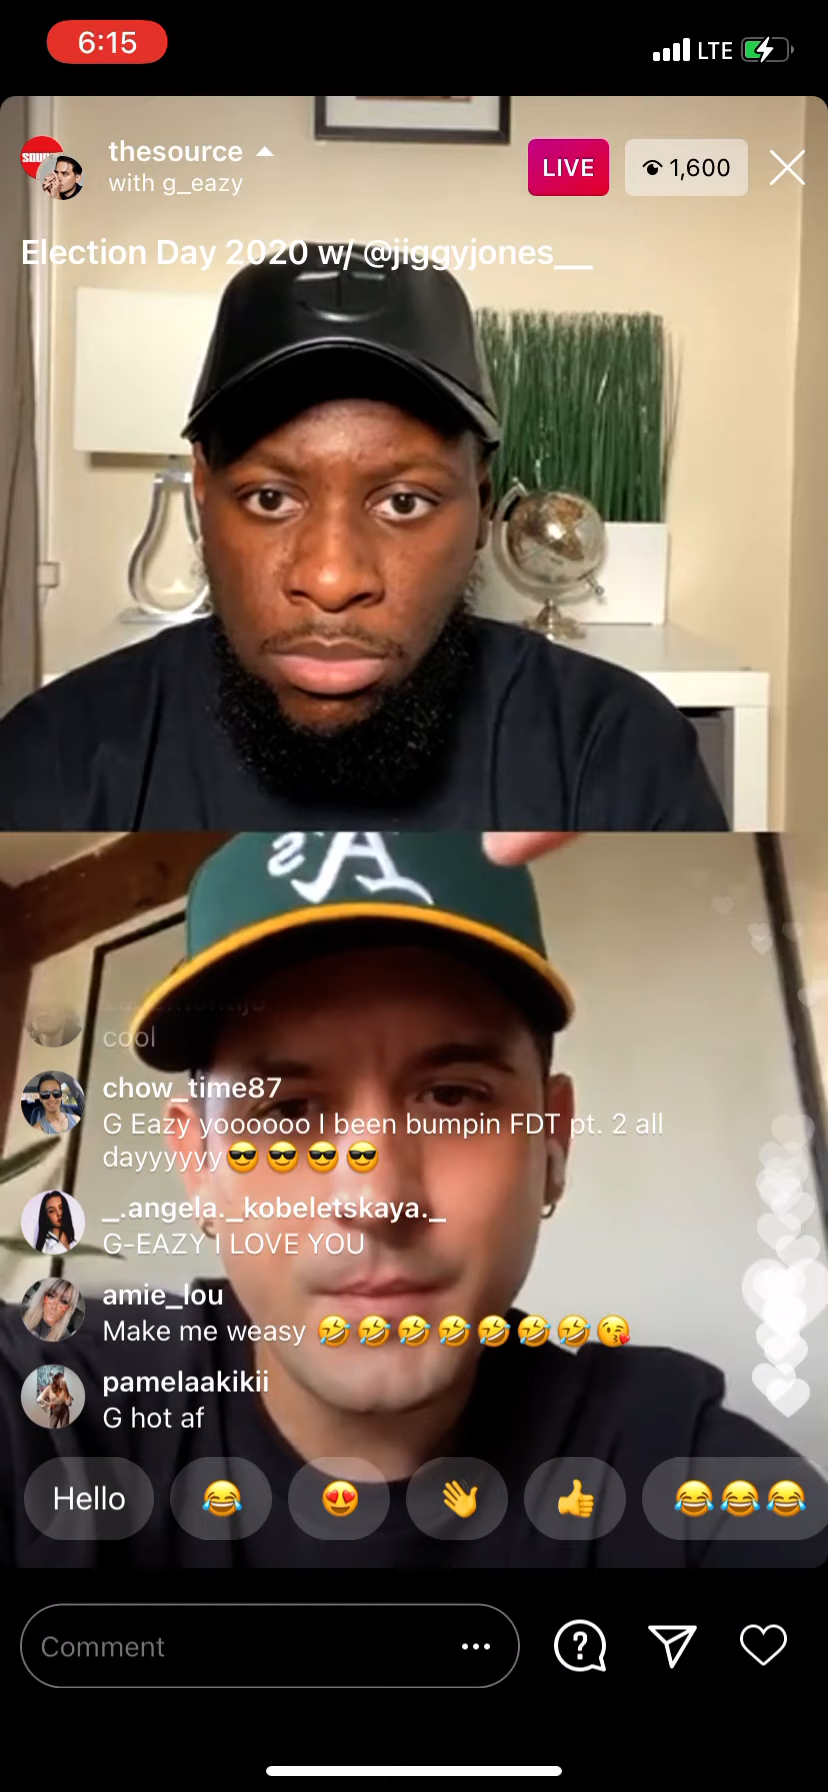 6:15
LTE
SOU
thesource
with g_eazy
LIVE
1,600
Election Day 2020 w/ @jiggyjones__
A's
cool
chow_time87
G Eazy yoooooo I been bumpin FDT pt. 2 all
dayyyyyy😎😎😎😎
_.angela._kobeletskaya._
G-EAZY I LOVE YOU
amie_lou
Make me weasy 🤣🤣🤣🤣🤣🤣🤣😘
pamelaakikii
G hot af
Hello
😂
😍
👋
👍
😂😂😂
Comment